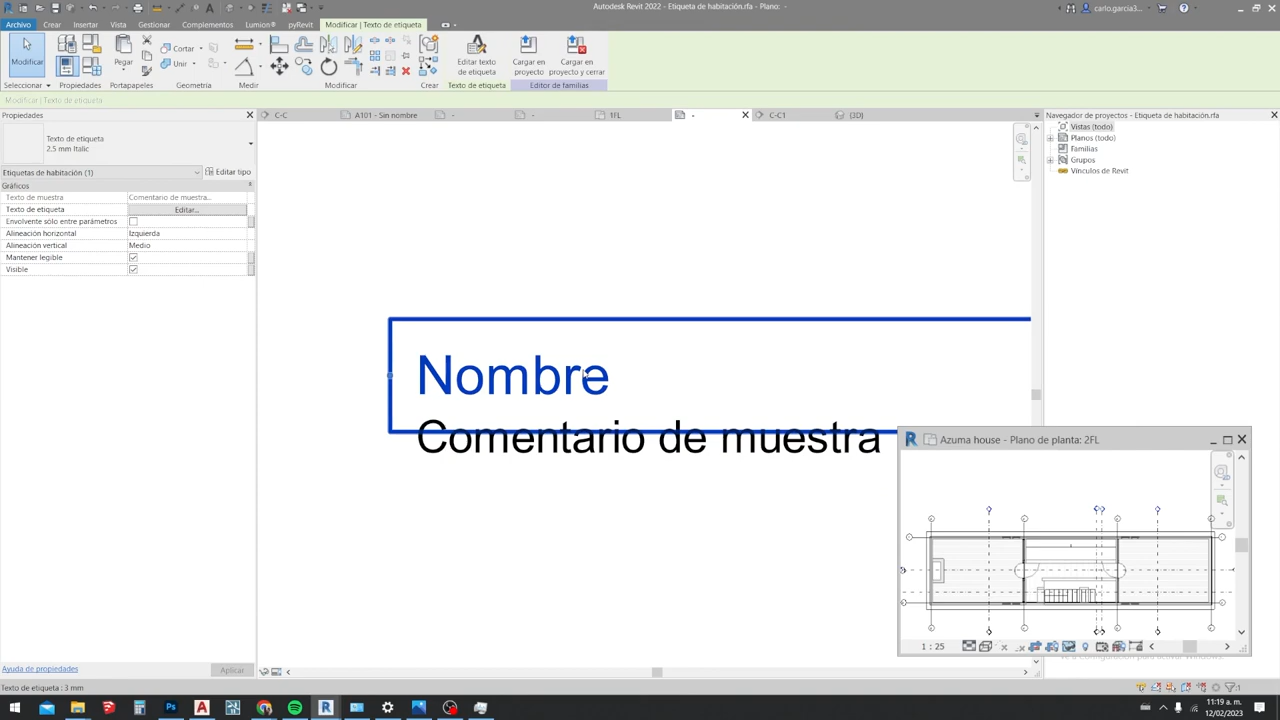 Autodesk Revit 2022 - Etiqueta de habitación.rfa - Plano: -
carlo.garcia3...
Archivo Crear Insertar Vista Gestionar Complementos Lumion® pyRevit Modificar | Texto de etiqueta
Modificar Pegar Cortar Unir Editar texto de etiqueta Cargar en proyecto Cargar en proyecto y cerrar
Seleccionar Propiedades Portapapeles Geometría Medir Modificar Crear Texto de etiqueta Editor de familias
Modificar | Texto de etiqueta
Propiedades
C-C A101 - Sin nombre - - 1FL - C-C1 {3D}
Navegador de proyectos - Etiqueta de habitación.rfa
Texto de etiqueta
2.5 mm Italic
Etiquetas de habitación (1) Editar tipo
Gráficos
Texto de muestra Comentario de muestra...
Texto de etiqueta Editar...
Envolvente sólo entre parámetros
Alineación horizontal Izquierda
Alineación vertical Medio
Mantener legible
Visible
Vistas (todo)
Planos (todo)
Familias
Grupos
Vínculos de Revit
Nombre
Comentario de muestra
Azuma house - Plano de planta: 2FL
1 : 25
Ayuda de propiedades Aplicar
Texto de etiqueta : 3 mm
:1
11:19 a. m.
12/02/2023